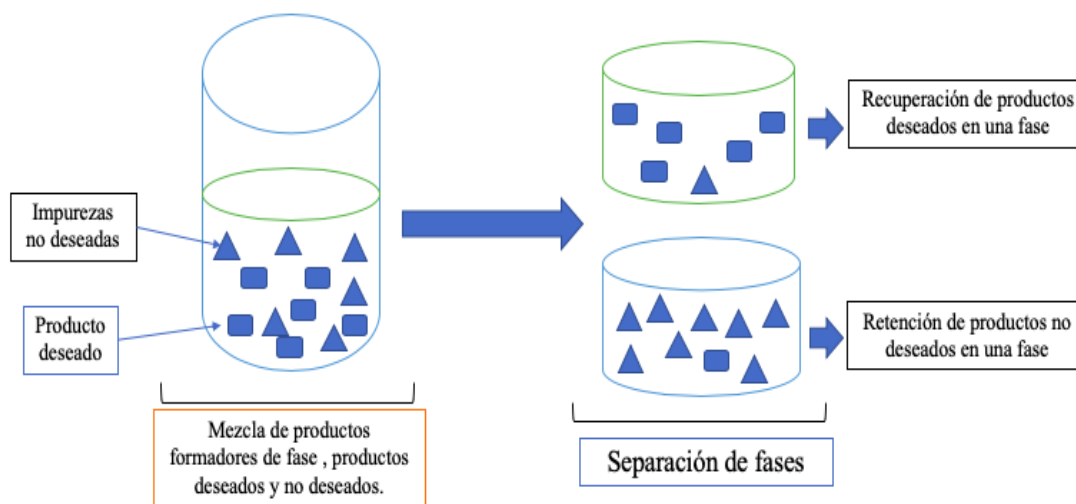 Impurezas
no deseadas
Producto
deseado
Mezcla de productos
formadores de fase , productos
deseados y no deseados.
Recuperación de productos
deseados en una fase
Retención de productos no
deseados en una fase
Separación de fases